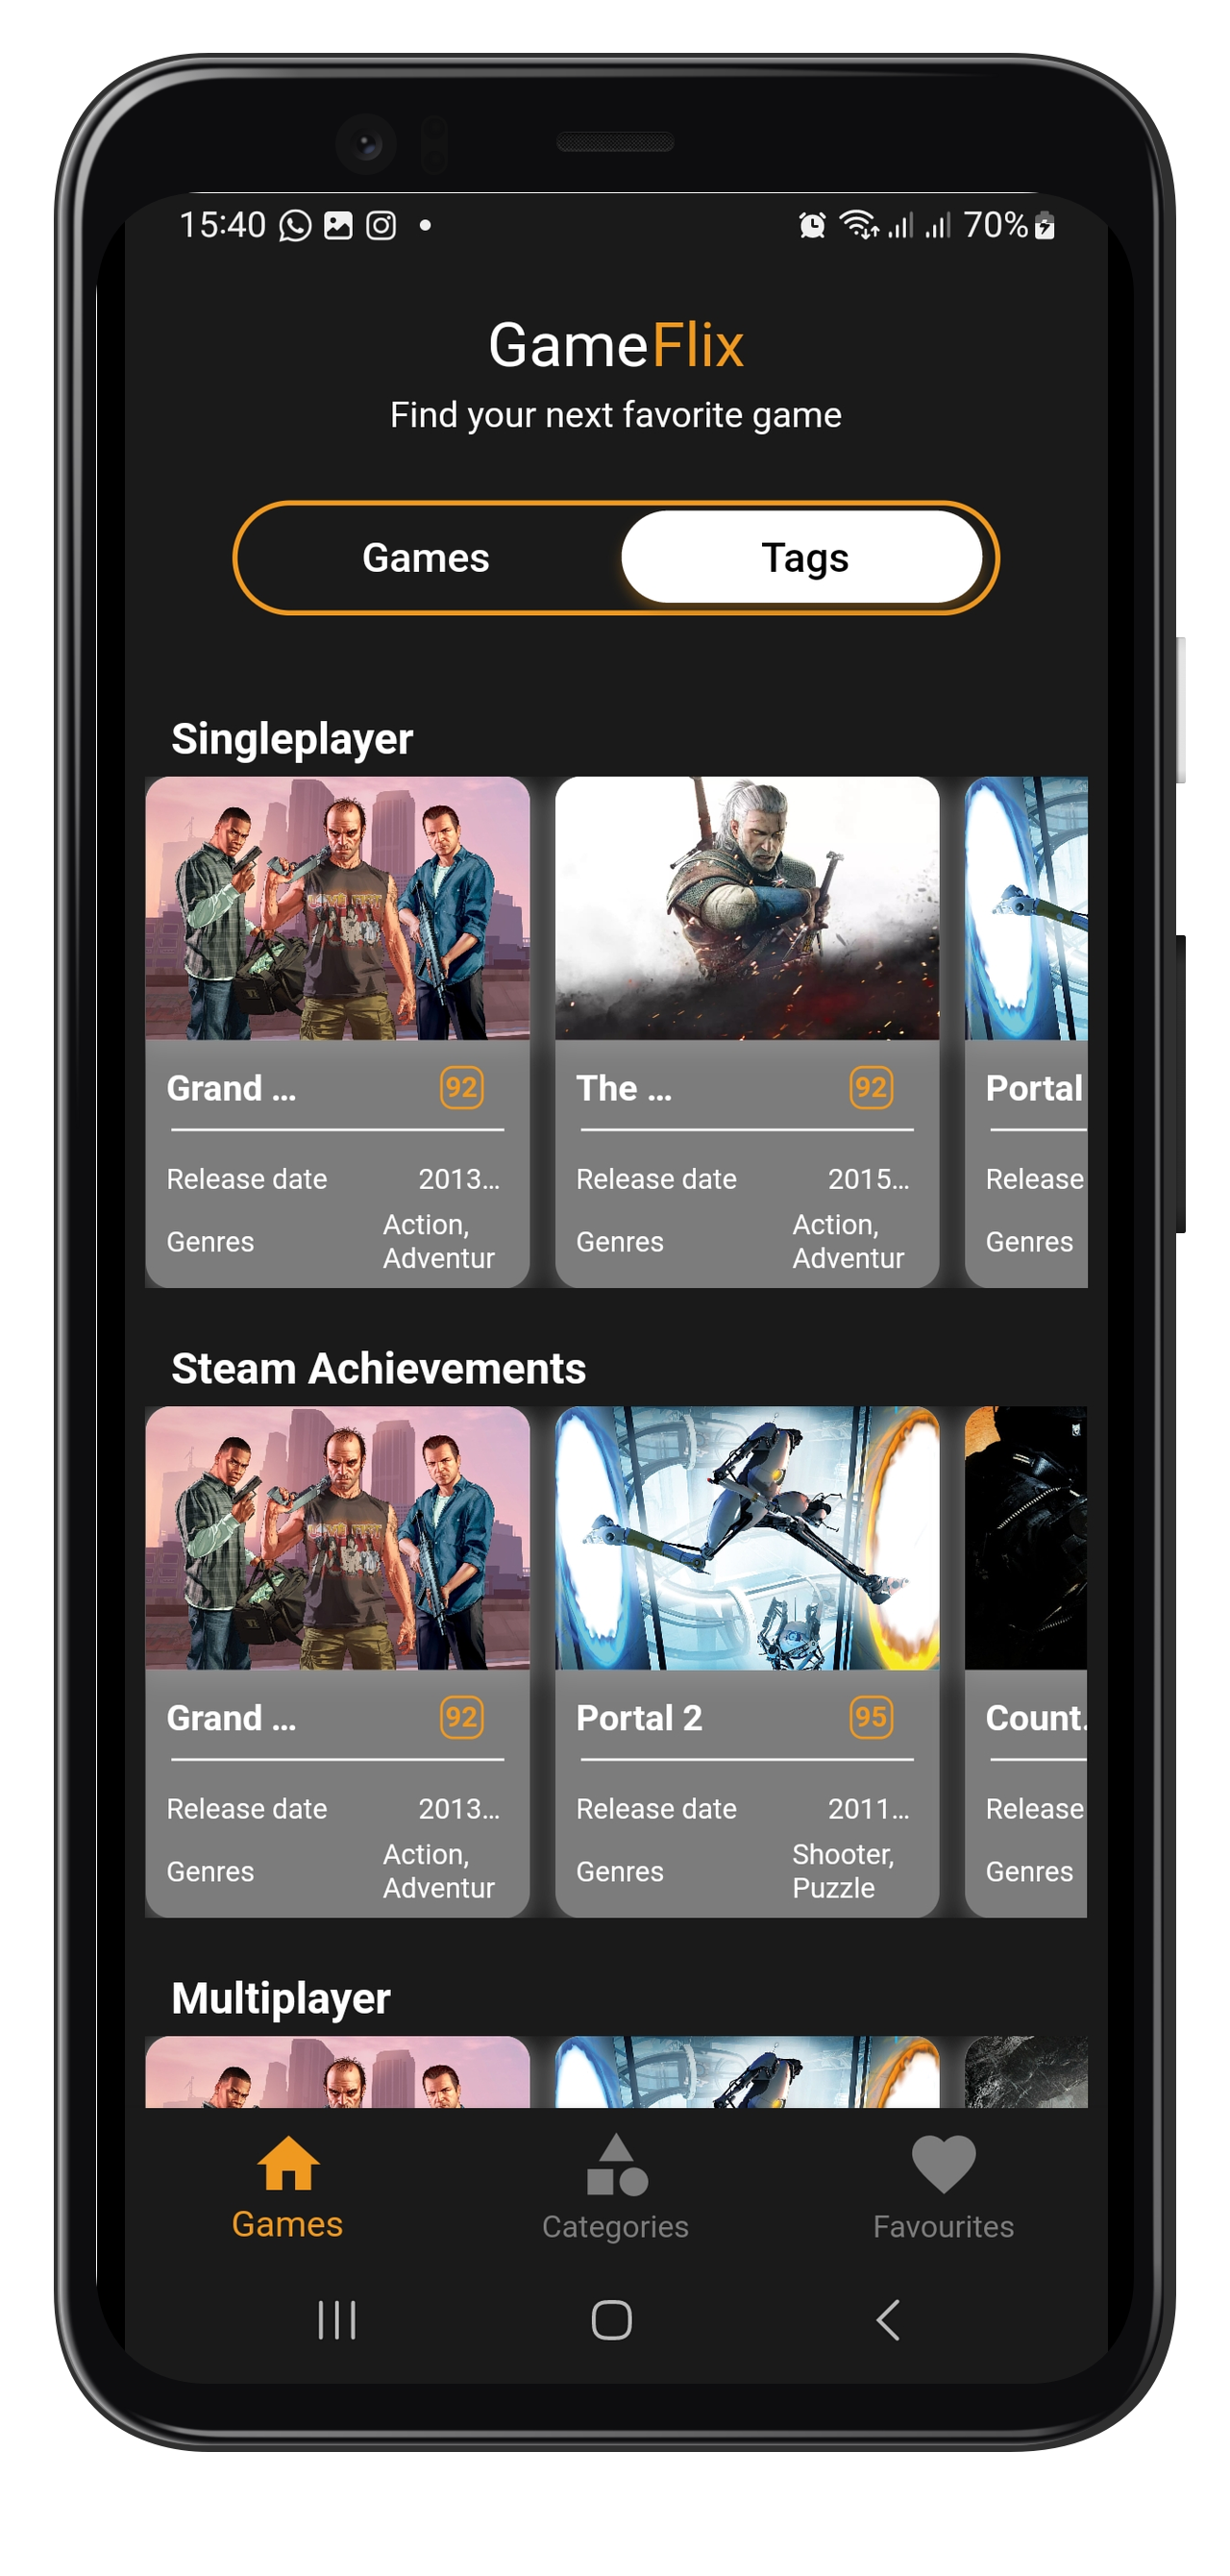 15:40
70%
GameFlix
Find your next favorite game
Games Tags
Singleplayer
Grand ... 92
The ... 92
Portal
Release date 2013...
Release date 2015...
Release
Genres Action, Adventur
Genres Action, Adventur
Genres
Steam Achievements
Grand ... 92
Portal 2 95
Count.
Release date 2013...
Release date 2011...
Release
Genres Action, Adventur
Genres Shooter, Puzzle
Genres
Multiplayer
Games Categories Favourites